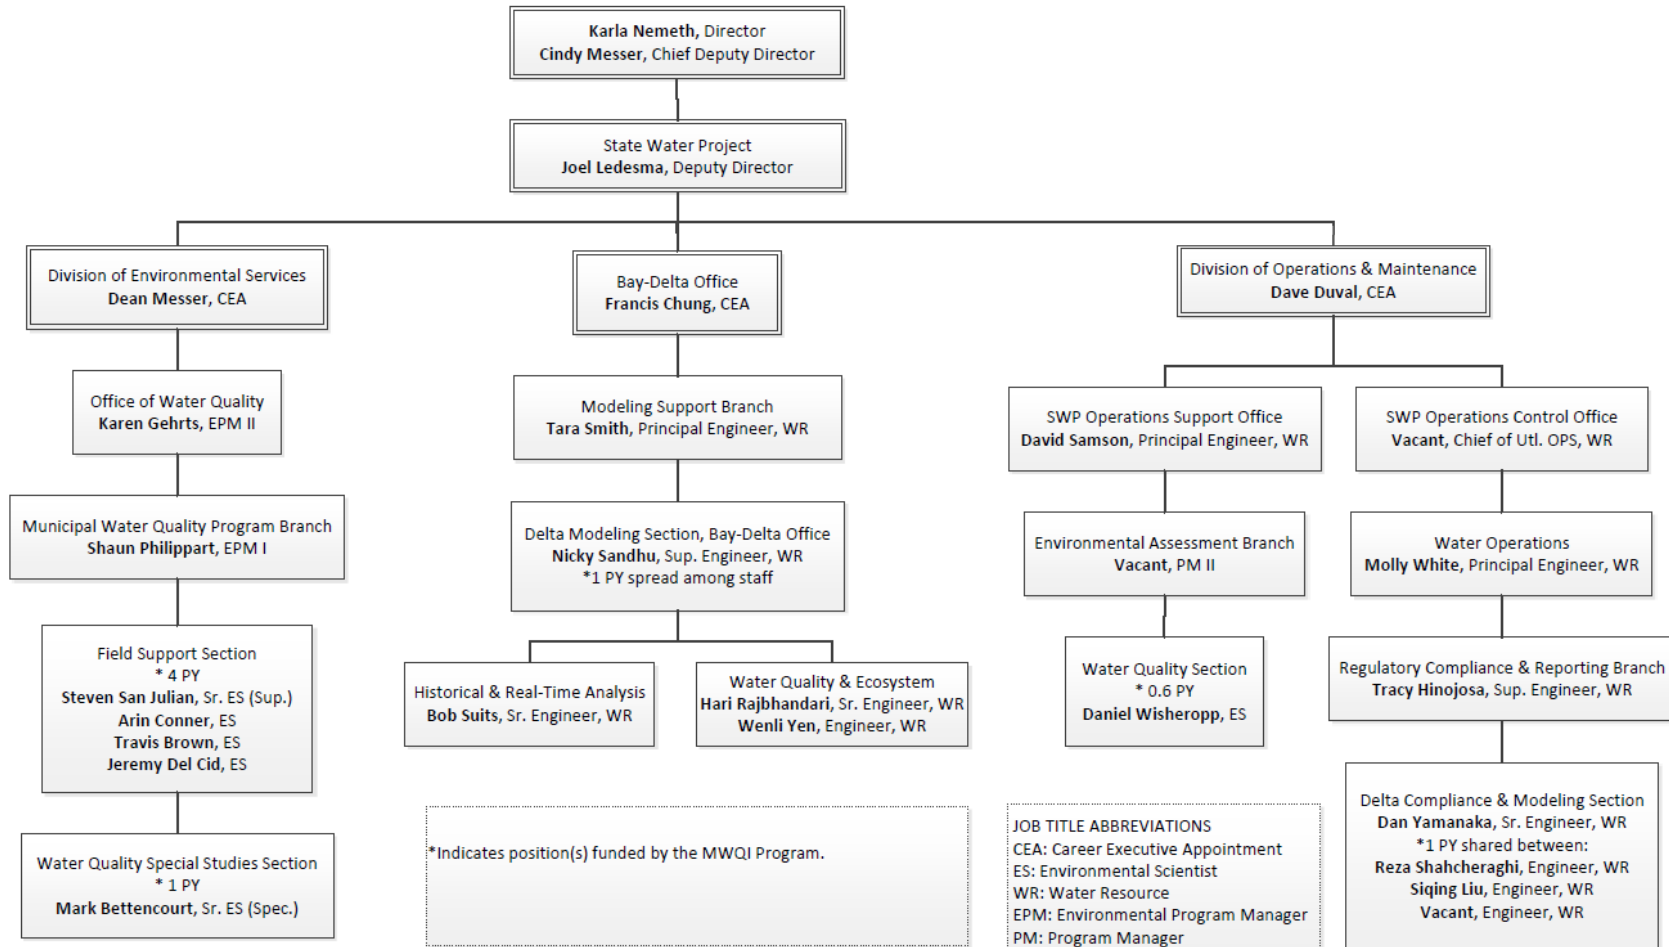 Karla Nemeth, Director
Cindy Messer, Chief Deputy Director
State Water Project
Joel Ledesma, Deputy Director
Division of Environmental Services
Dean Messer, CEA
Bay-Delta Office
Francis Chung, CEA
Division of Operations & Maintenance
Dave Duval, CEA
Office of Water Quality
Karen Gehrts, EPM II
Modeling Support Branch
Tara Smith, Principal Engineer, WR
SWP Operations Support Office
David Samson, Principal Engineer, WR
SWP Operations Control Office
Vacant, Chief of Utl. OPS, WR
Municipal Water Quality Program Branch
Shaun Philippart, EPM I
Delta Modeling Section, Bay-Delta Office
Nicky Sandhu, Sup. Engineer, WR
*1 PY spread among staff
Environmental Assessment Branch
Vacant, PM II
Water Operations
Molly White, Principal Engineer, WR
Field Support Section
* 4 PY
Steven San Julian, Sr. ES (Sup.)
Arin Conner, ES
Travis Brown, ES
Jeremy Del Cid, ES
Historical & Real-Time Analysis
Bob Suits, Sr. Engineer, WR
Water Quality & Ecosystem
Hari Rajbhandari, Sr. Engineer, WR
Wenli Yen, Engineer, WR
Water Quality Section
* 0.6 PY
Daniel Wisheropp, ES
Regulatory Compliance & Reporting Branch
Tracy Hinojosa, Sup. Engineer, WR
Water Quality Special Studies Section
* 1 PY
Mark Bettencourt, Sr. ES (Spec.)
*Indicates position(s) funded by the MWQI Program.
JOB TITLE ABBREVIATIONS
CEA: Career Executive Appointment
ES: Environmental Scientist
WR: Water Resource
EPM: Environmental Program Manager
PM: Program Manager
Delta Compliance & Modeling Section
Dan Yamanaka, Sr. Engineer, WR
*1 PY shared between:
Reza Shahcheraghi, Engineer, WR
Siqing Liu, Engineer, WR
Vacant, Engineer, WR